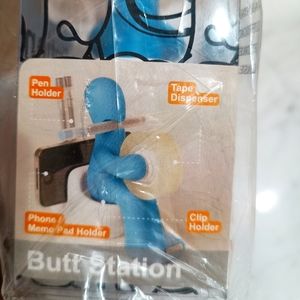 Pen
Holder
Tape
Dispenser
Phone /
Memo Pad Holder
Clip
Holder
Butt Station